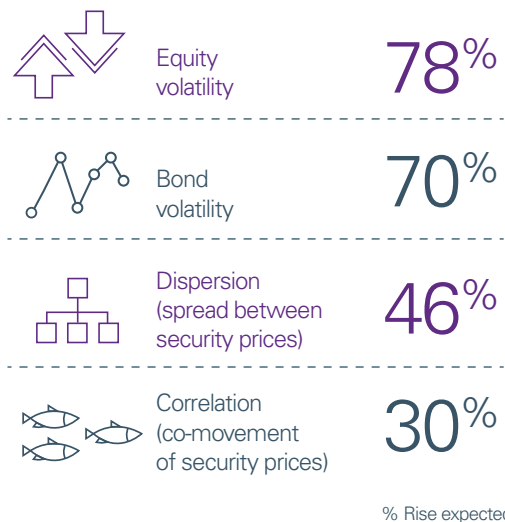 Equity
volatility
78%
Bond
volatility
70%
Dispersion
(spread between
security prices)
46%
Correlation
(co-movement
of security prices)
30%
% Rise expected